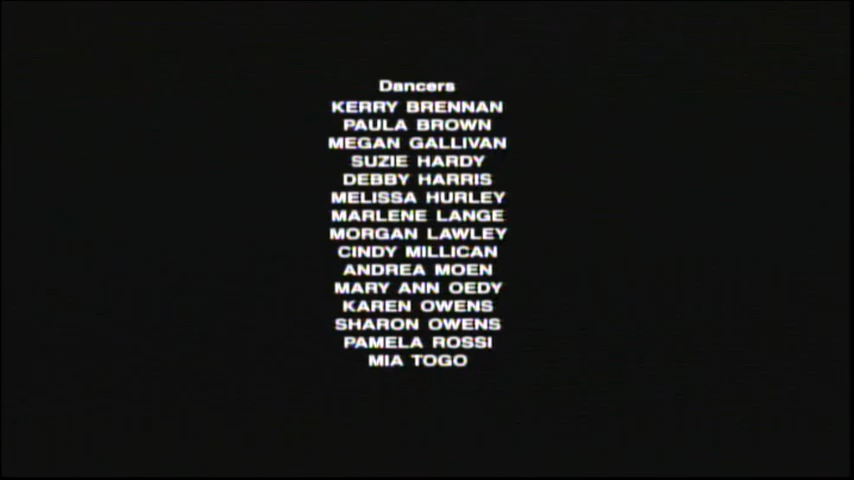 Dancers
KERRY BRENNAN
PAULA BROWN
MEGAN GALLIVAN
SUZIE HARDY
DEBBY HARRIS
MELISSA HURLEY
MARLENE LANGE
MORGAN LAWLEY
CINDY MILLICAN
ANDREA MOEN
MARY ANN OEDY
KAREN OWENS
SHARON OWENS
PAMELA ROSSI
MIA TOGO